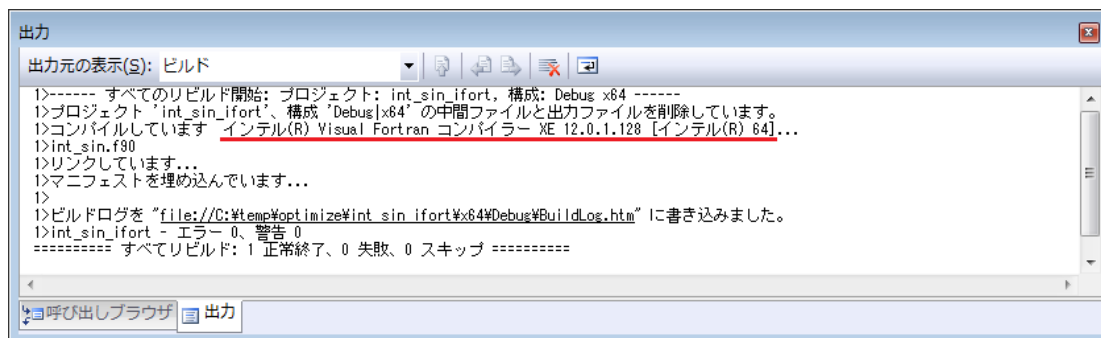 出力
出力元の表示(S): ビルド
1>------ すべてのリビルド開始: プロジェクト: int_sin_ifort, 構成: Debug x64 ------
1>プロジェクト 'int_sin_ifort'、構成 'Debug|x64' の中間ファイルと出力ファイルを削除しています。
1>コンパイルしています インテル(R) Visual Fortran コンパイラー XE 12.0.1.128 [インテル(R) 64]...
1>int_sin.f90
1>リンクしています...
1>マニフェストを埋め込んでいます...
1>
1>ビルドログを "file://C:¥temp¥optimize¥int_sin_ifort¥x64¥Debug¥BuildLog.htm" に書き込みました。
1>int_sin_ifort - エラー 0、警告 0
========== すべてリビルド: 1 正常終了、0 失敗、0 スキップ ==========
呼び出しブラウザ 出力